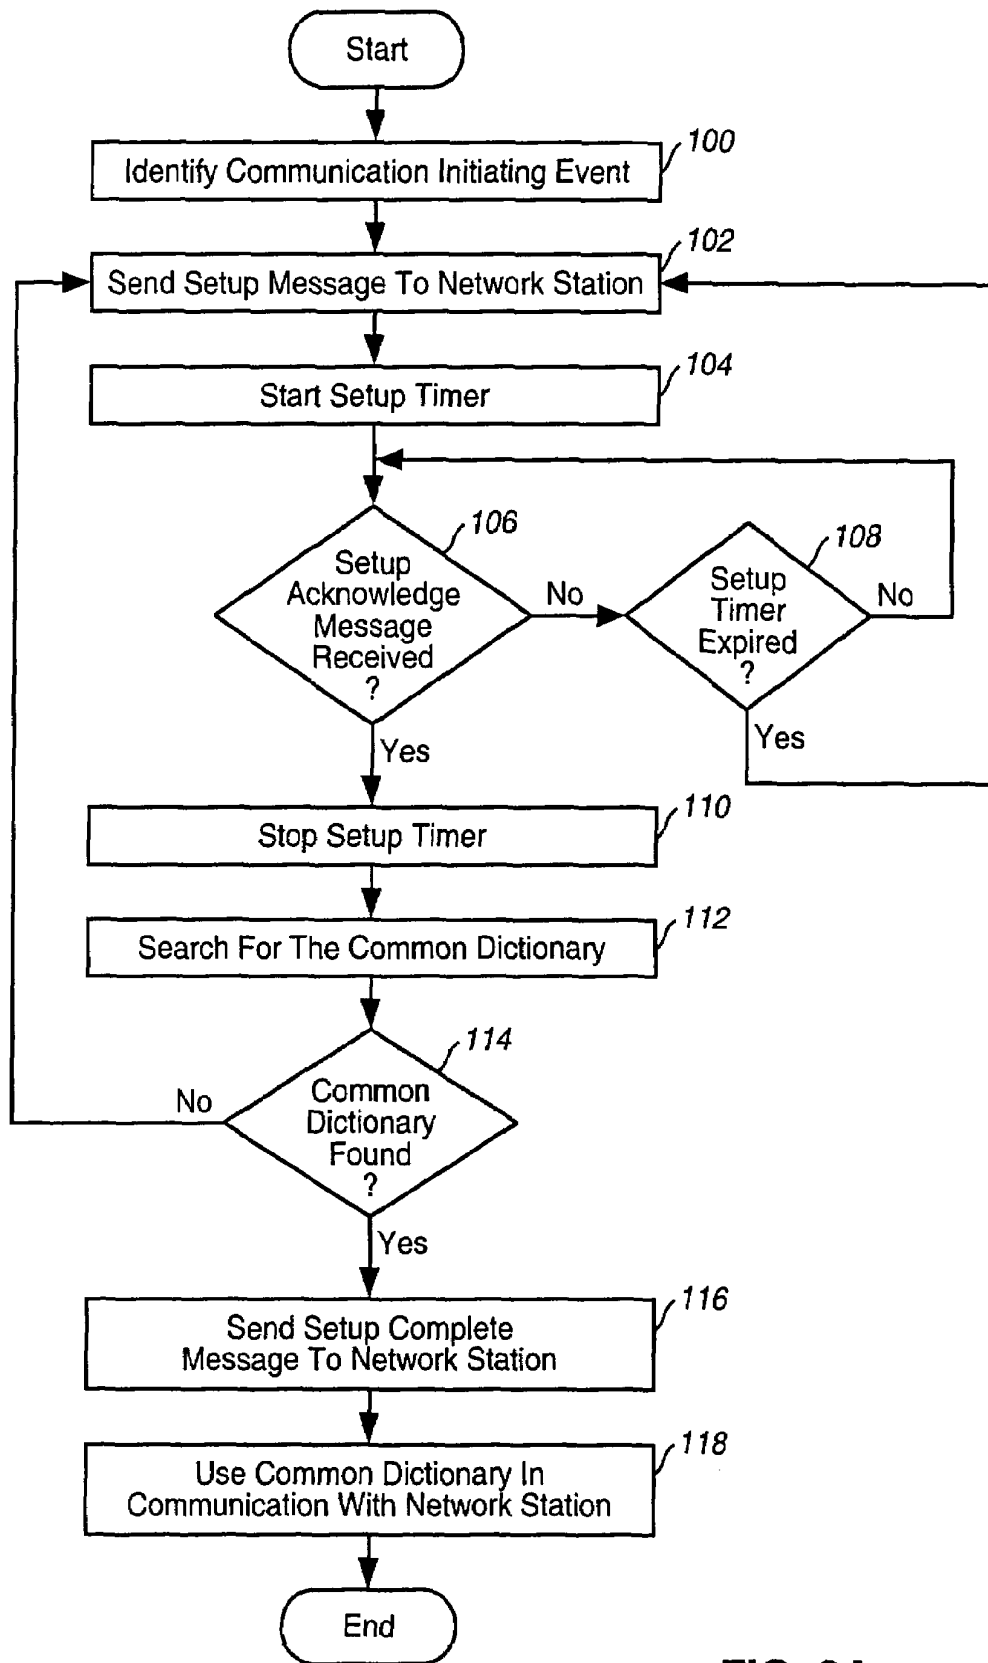 Start
100
Identify Communication Initiating Event
102
Send Setup Message To Network Station
104
Start Setup Timer
106
Setup
Acknowledge
Message
Received
?
No
108
Setup
Timer
Expired
?
No
Yes
Yes
110
Stop Setup Timer
112
Search For The Common Dictionary
114
Common
Dictionary
Found
?
No
Yes
116
Send Setup Complete
Message To Network Station
118
Use Common Dictionary In
Communication With Network Station
End